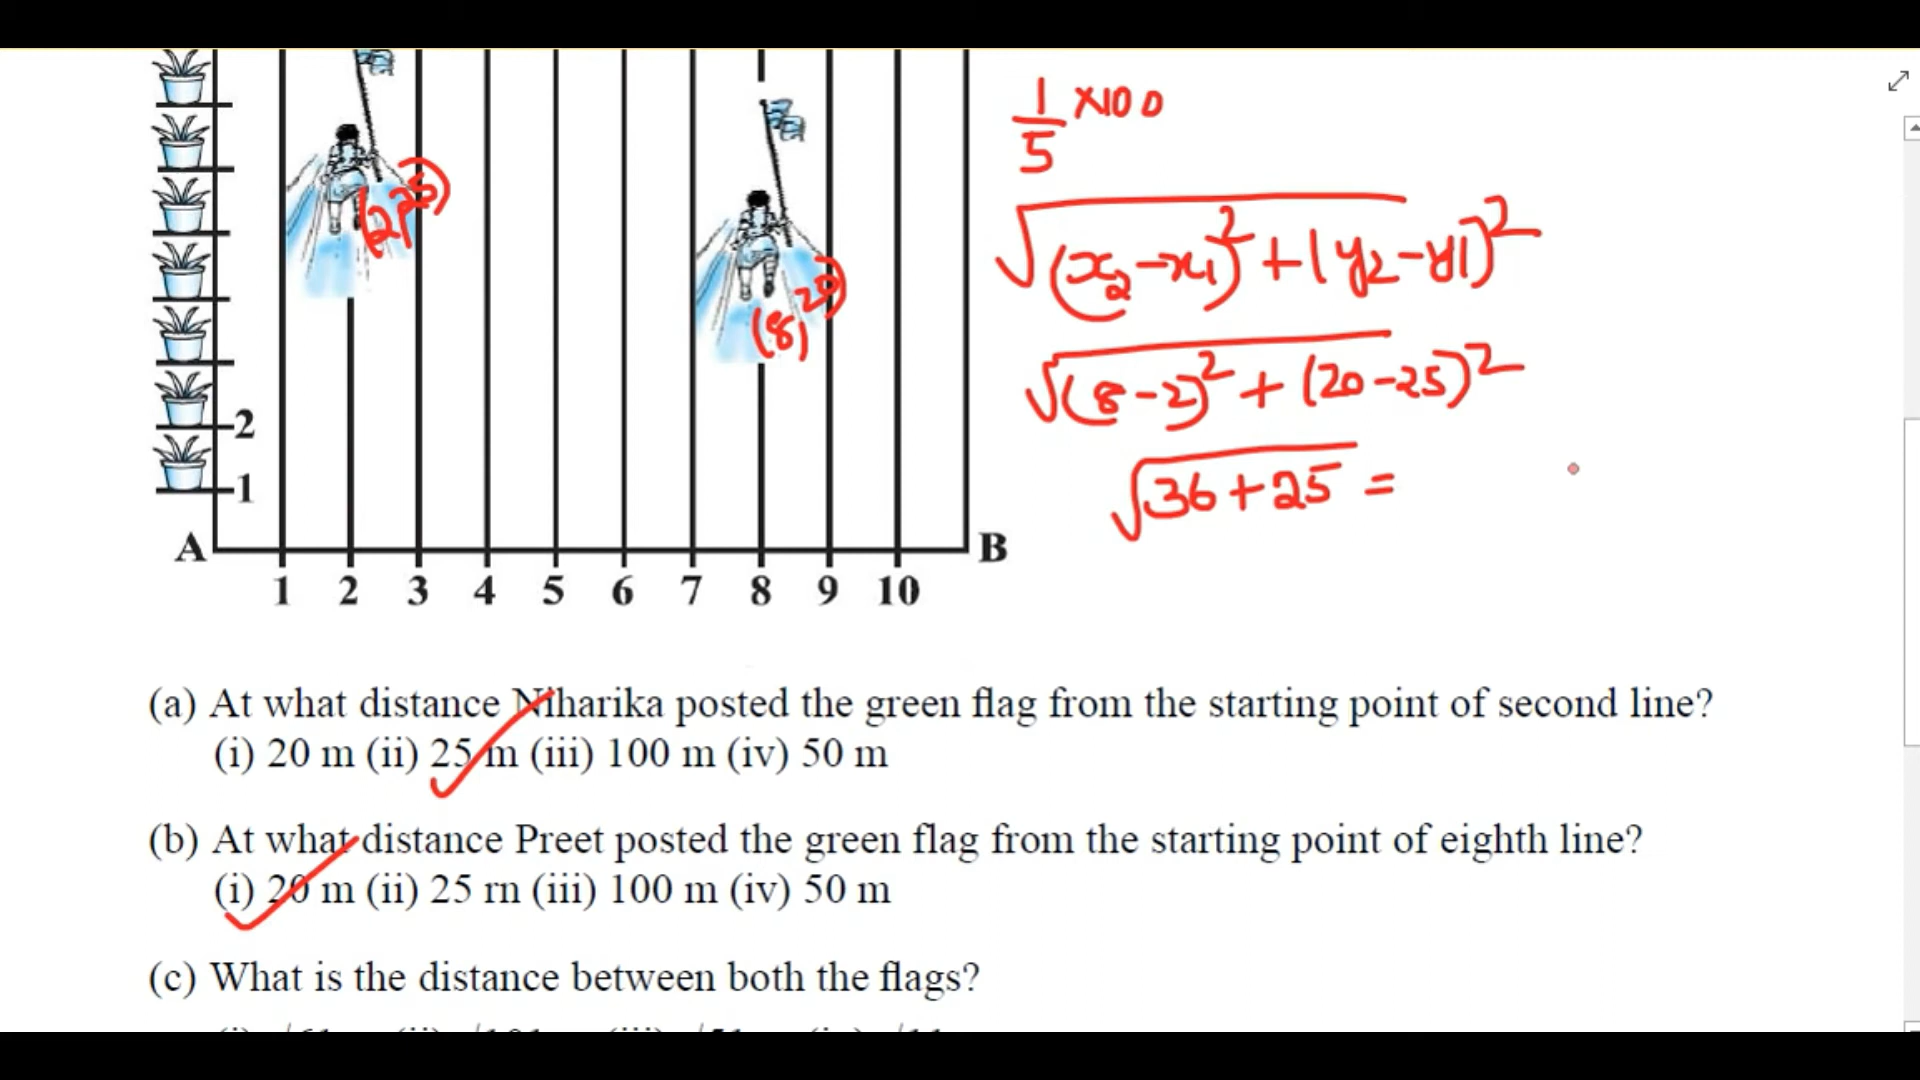 1/5 ×100
(2,25)
√(x2-x1)² + (y2-y1)²
(8,20)
√(8-2)² + (20-25)²
2
1
√36+25 =
A B
1 2 3 4 5 6 7 8 9 10
(a) At what distance Niharika posted the green flag from the starting point of second line?
(i) 20 m (ii) 25 m (iii) 100 m (iv) 50 m
(b) At what distance Preet posted the green flag from the starting point of eighth line?
(i) 20 m (ii) 25 rn (iii) 100 m (iv) 50 m
(c) What is the distance between both the flags?